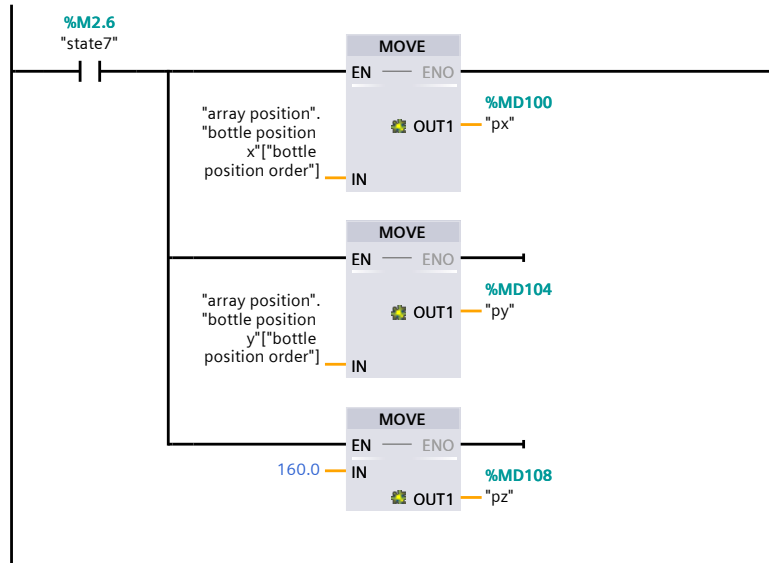 %M2.6
"state7"
MOVE
EN
ENO
%MD100
"px"
OUT1
"array position".
"bottle position
x"["bottle
position order"]
IN
MOVE
EN
ENO
%MD104
"py"
OUT1
"array position".
"bottle position
y"["bottle
position order"]
IN
MOVE
EN
ENO
160.0
IN
%MD108
"pz"
OUT1